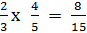 2/3 x 4/5 = 8/15